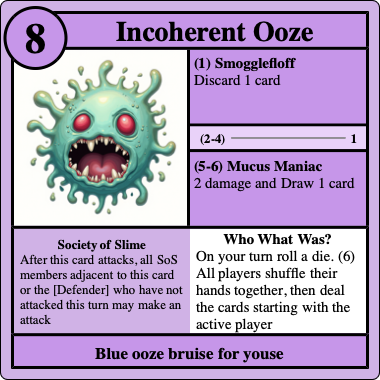 8
Incoherent Ooze
(1) Smogglefloff
Discard 1 card
(2-4) 1
(5-6) Mucus Maniac
2 damage and Draw 1 card
Society of Slime
After this card attacks, all SoS
members adjacent to this card
or the [Defender] who have not
attacked this turn may make an
attack
Who What Was?
On your turn roll a die. (6)
All players shuffle their
hands together, then deal
the cards starting with the
active player
Blue ooze bruise for youse